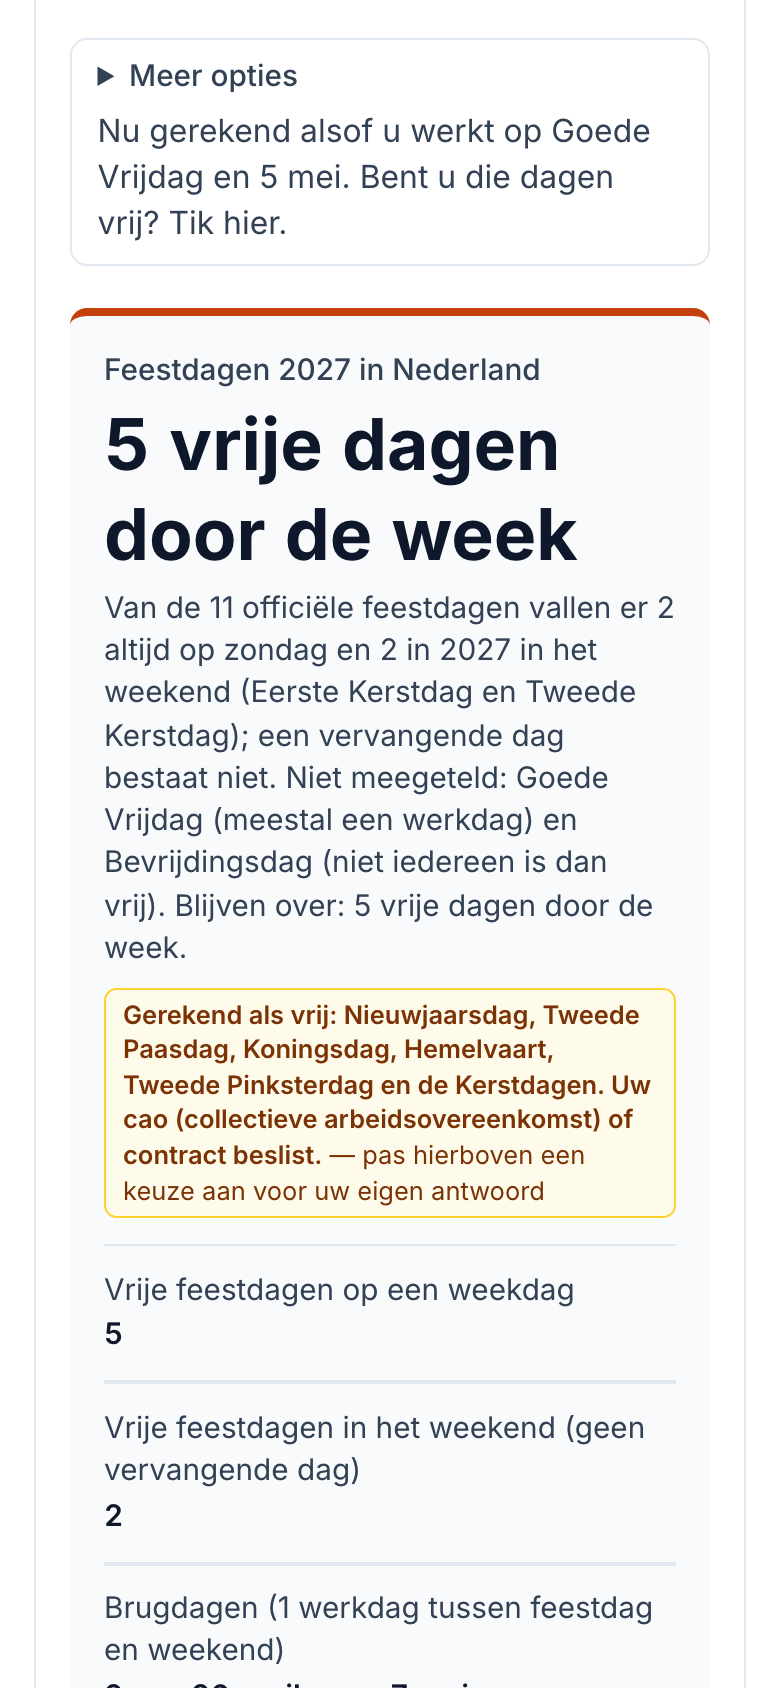 Meer opties
Nu gerekend alsof u werkt op Goede
Vrijdag en 5 mei. Bent u die dagen
vrij? Tik hier.
Feestdagen 2027 in Nederland
5 vrije dagen
door de week
Van de 11 officiële feestdagen vallen er 2
altijd op zondag en 2 in 2027 in het
weekend (Eerste Kerstdag en Tweede
Kerstdag); een vervangende dag
bestaat niet. Niet meegeteld: Goede
Vrijdag (meestal een werkdag) en
Bevrijdingsdag (niet iedereen is dan
vrij). Blijven over: 5 vrije dagen door de
week.
Gerekend als vrij: Nieuwjaarsdag, Tweede
Paasdag, Koningsdag, Hemelvaart,
Tweede Pinksterdag en de Kerstdagen. Uw
cao (collectieve arbeidsovereenkomst) of
contract beslist. — pas hierboven een
keuze aan voor uw eigen antwoord
Vrije feestdagen op een weekdag
5
Vrije feestdagen in het weekend (geen
vervangende dag)
2
Brugdagen (1 werkdag tussen feestdag
en weekend)